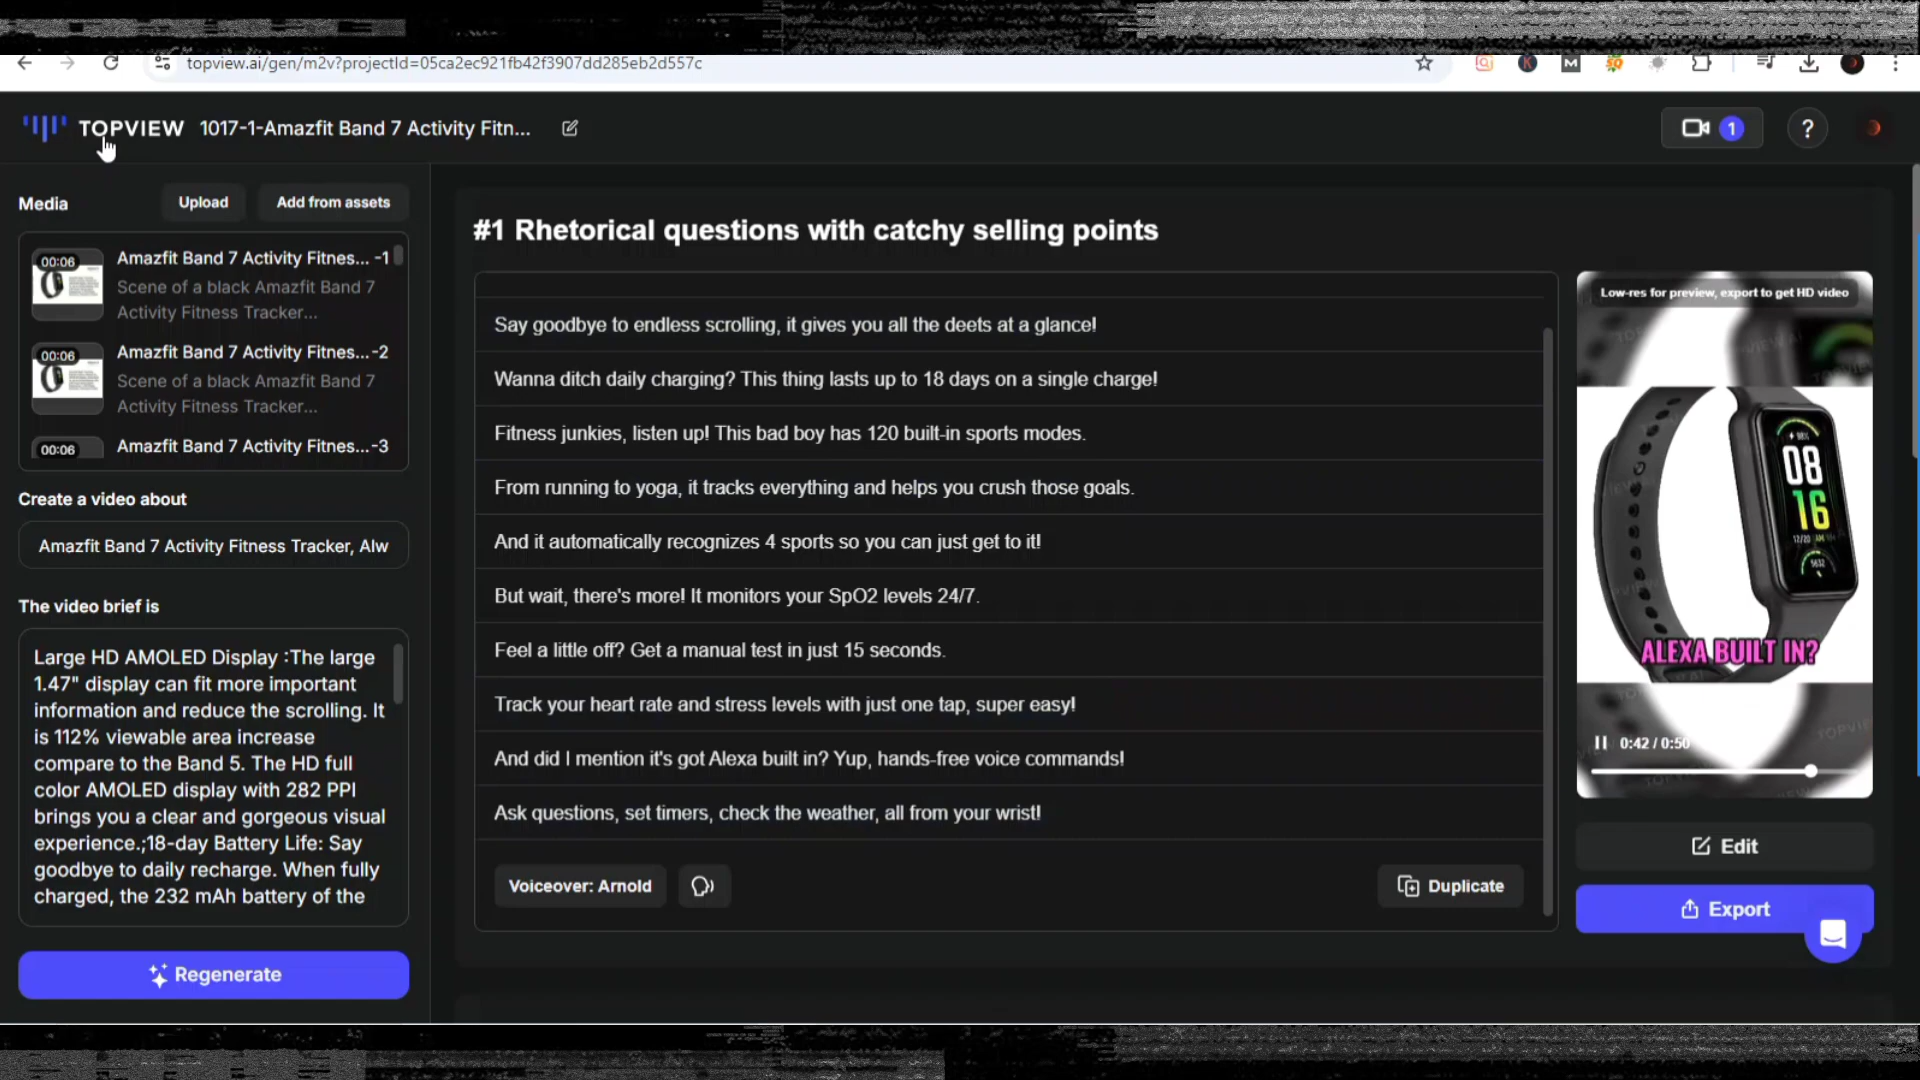 topview.ai/gen/m2v?projectId=05ca2ec921fb42f3907dd285eb2d557c
TOPVIEW 1017-1-Amazfit Band 7 Activity Fitn...
1
?
Media
Upload
Add from assets
00:06
Amazfit Band 7 Activity Fitnes... -1
Scene of a black Amazfit Band 7
Activity Fitness Tracker...
00:06
Amazfit Band 7 Activity Fitnes...-2
Scene of a black Amazfit Band 7
Activity Fitness Tracker...
00:06
Amazfit Band 7 Activity Fitnes...-3
Create a video about
Amazfit Band 7 Activity Fitness Tracker, Alw
The video brief is
Large HD AMOLED Display :The large
1.47" display can fit more important
information and reduce the scrolling. It
is 112% viewable area increase
compare to the Band 5. The HD full
color AMOLED display with 282 PPI
brings you a clear and gorgeous visual
experience.;18-day Battery Life: Say
goodbye to daily recharge. When fully
charged, the 232 mAh battery of the
Regenerate
#1 Rhetorical questions with catchy selling points
Say goodbye to endless scrolling, it gives you all the deets at a glance!
Wanna ditch daily charging? This thing lasts up to 18 days on a single charge!
Fitness junkies, listen up! This bad boy has 120 built-in sports modes.
From running to yoga, it tracks everything and helps you crush those goals.
And it automatically recognizes 4 sports so you can just get to it!
But wait, there's more! It monitors your SpO2 levels 24/7.
Feel a little off? Get a manual test in just 15 seconds.
Track your heart rate and stress levels with just one tap, super easy!
And did I mention it's got Alexa built in? Yup, hands-free voice commands!
Ask questions, set timers, check the weather, all from your wrist!
Voiceover: Arnold
Duplicate
Low-res for preview, export to get HD video
08
16
ALEXA BUILT IN?
0:42 / 0:50
Edit
Export